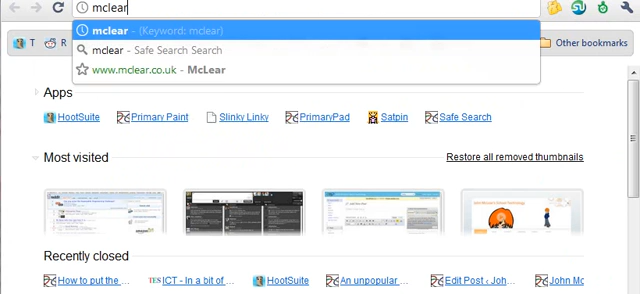 mclear
mclear - (Keyword: mclear)
T R
mclear - Safe Search Search
Other bookmarks
www.mclear.co.uk - McLear
Apps
HootSuite Primary Paint Slinky Linky PrimaryPad Satpin Safe Search
Most visited Restore all removed thumbnails
Recently closed
How to put the ... ICT - In a bit of ... HootSuite An unpopular ... Edit Post ‹ Joh... John Mc